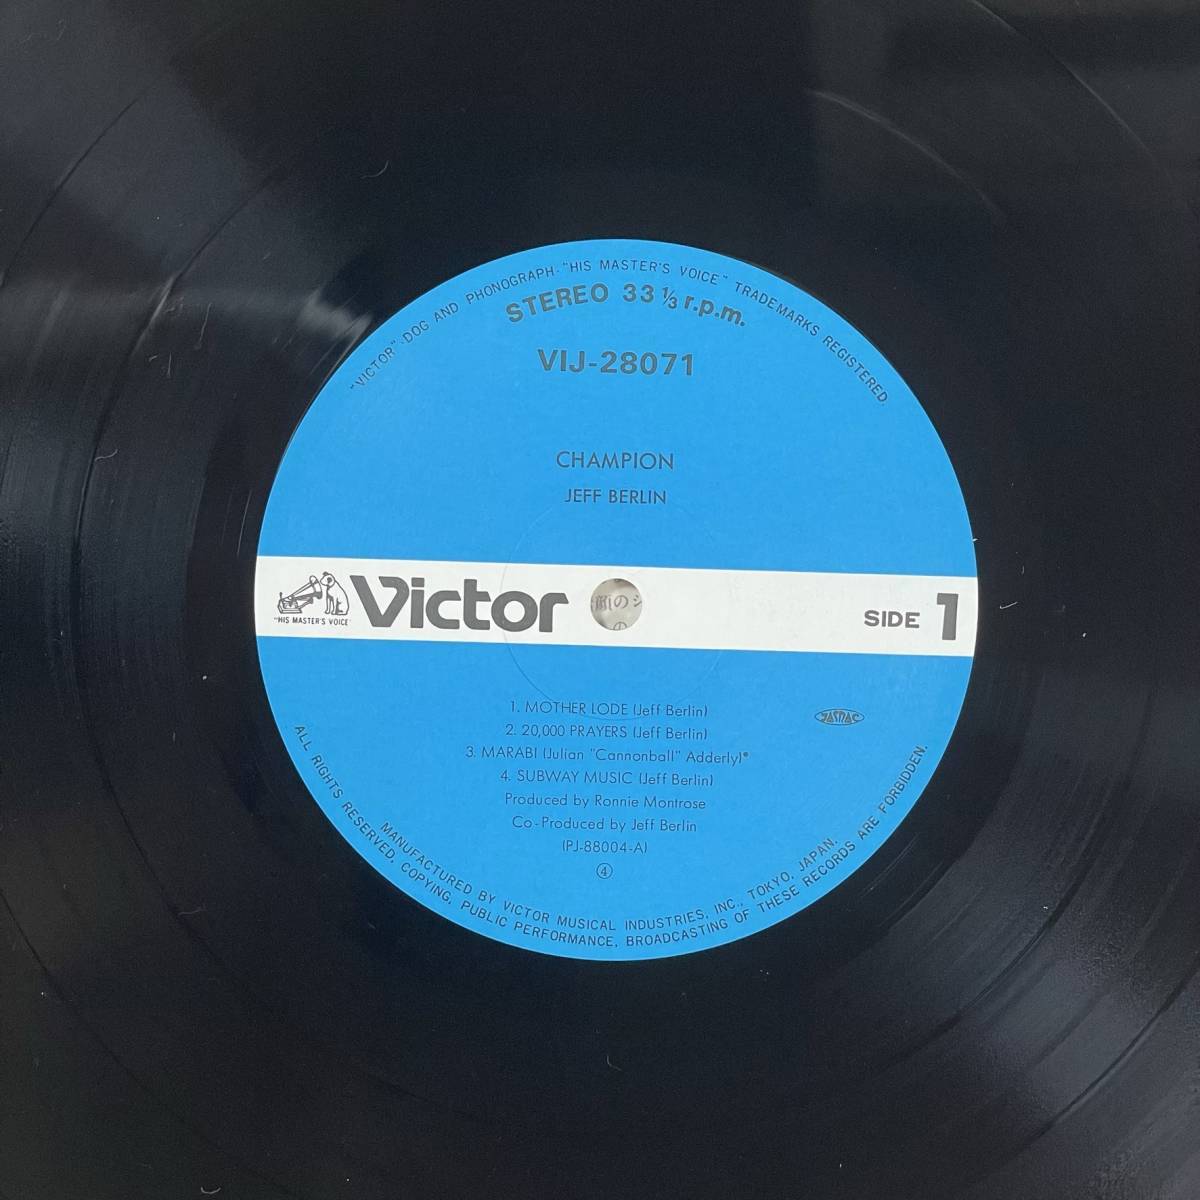 "VICTOR"-DOG AND PHONOGRAPH-"HIS MASTER'S VOICE" TRADEMARKS REGISTERED.
STEREO 33 1/3 r.p.m.
VIJ-28071
CHAMPION
JEFF BERLIN
"HIS MASTER'S VOICE"
Victor
SIDE 1
顔のジ
の
1. MOTHER LODE (Jeff Berlin)
2. 20,000 PRAYERS (Jeff Berlin)
3. MARABI (Julian "Cannonball" Adderly)*
4. SUBWAY MUSIC (Jeff Berlin)
Produced by Ronnie Montrose
Co-Produced by Jeff Berlin
(PJ-88004-A)
④
JASRAC
MANUFACTURED BY VICTOR MUSICAL INDUSTRIES, INC., TOKYO, JAPAN.
ALL RIGHTS RESERVED, COPYING, PUBLIC PERFORMANCE, BROADCASTING OF THESE RECORDS ARE FORBIDDEN.